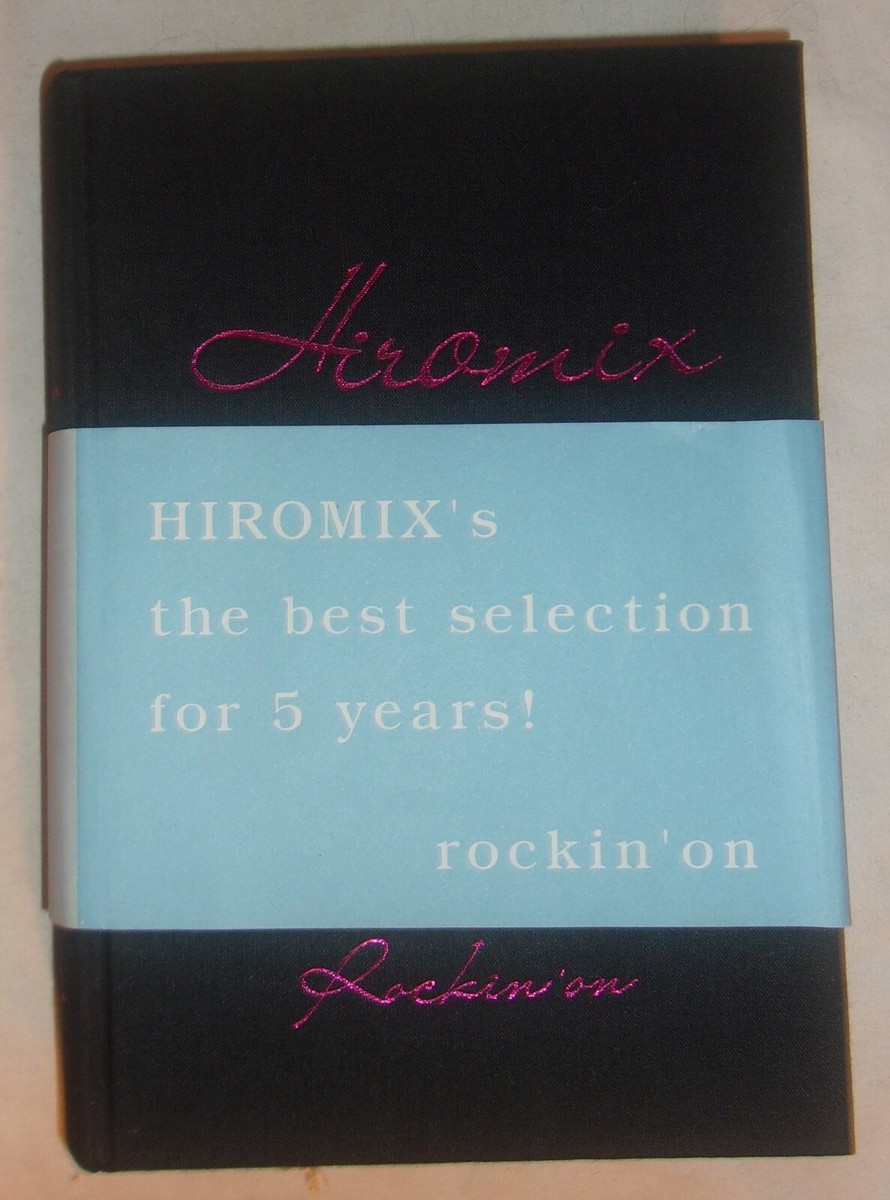 Hiromix
HIROMIX's
the best selection
for 5 years!
rockin'on
Rockin'on